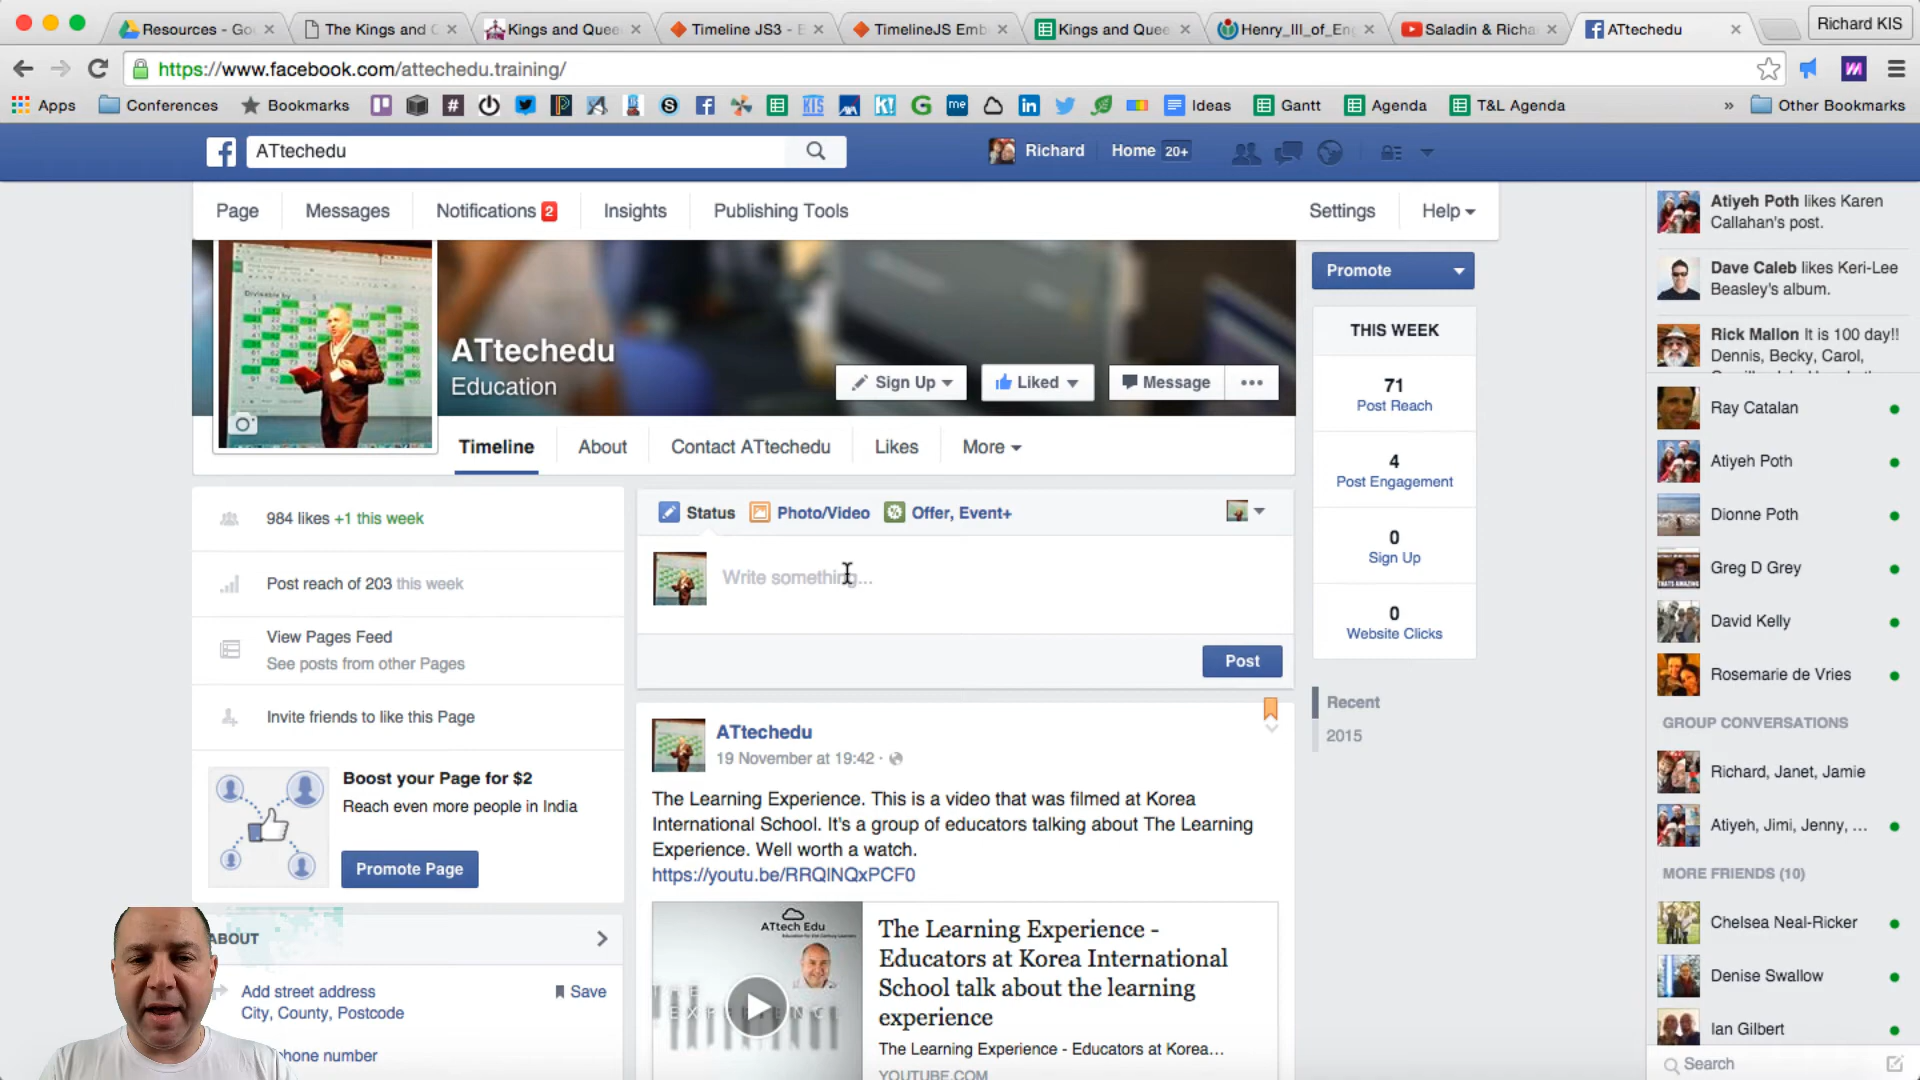 Resources - Go
The Kings and
Kings and Quee
Timeline JS3 - E
TimelineJS Emb
Kings and Quee
Henry_III_of_En
Saladin & Richa
ATtechedu
Richard KIS
https://www.facebook.com/attechedu.training/
Apps
Conferences
Bookmarks
Ideas
Gantt
Agenda
T&L Agenda
»
Other Bookmarks
ATtechedu
Richard
Home 20+
Page
Messages
Notifications 2
Insights
Publishing Tools
Settings
Help
ATtechedu
Education
Sign Up
Liked
Message
Timeline
About
Contact ATtechedu
Likes
More
Promote
THIS WEEK
71
Post Reach
4
Post Engagement
0
Sign Up
0
Website Clicks
Recent
2015
984 likes +1 this week
Post reach of 203 this week
View Pages Feed
See posts from other Pages
Invite friends to like this Page
Boost your Page for $2
Reach even more people in India
Promote Page
ABOUT
Add street address
City, County, Postcode
Save
phone number
Status
Photo/Video
Offer, Event+
Write something...
Post
ATtechedu
19 November at 19:42 ·
The Learning Experience. This is a video that was filmed at Korea
International School. It's a group of educators talking about The Learning
Experience. Well worth a watch.
https://youtu.be/RRQlNQxPCF0
ATtech Edu
The Learning Experience -
Educators at Korea International
School talk about the learning
experience
The Learning Experience - Educators at Korea...
YOUTUBE.COM
Atiyeh Poth likes Karen
Callahan's post.
Dave Caleb likes Keri-Lee
Beasley's album.
Rick Mallon It is 100 day!!
Dennis, Becky, Carol,
Ray Catalan
Atiyeh Poth
Dionne Poth
Greg D Grey
David Kelly
Rosemarie de Vries
GROUP CONVERSATIONS
Richard, Janet, Jamie
Atiyeh, Jimi, Jenny, ...
MORE FRIENDS (10)
Chelsea Neal-Ricker
Denise Swallow
Ian Gilbert
Search